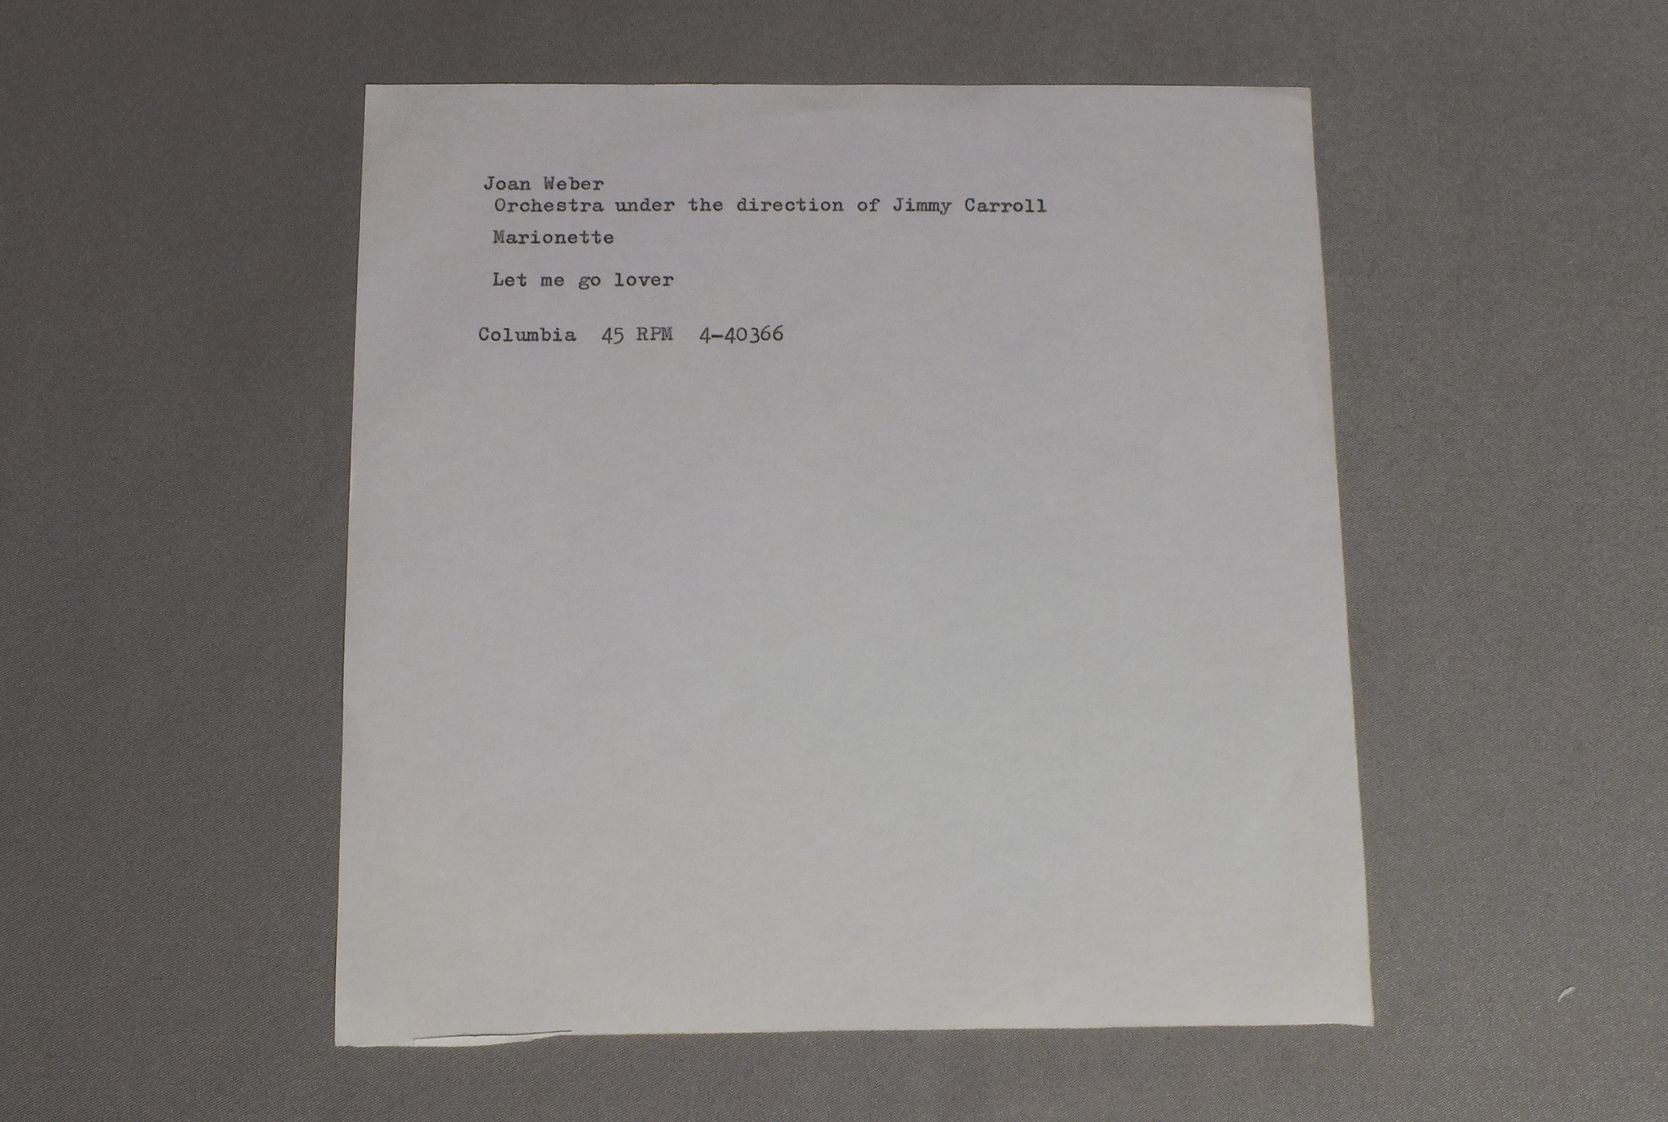 Joan Weber
Orchestra under the direction of Jimmy Carroll
Marionette
Let me go lover
Columbia 45 RPM 4-40366